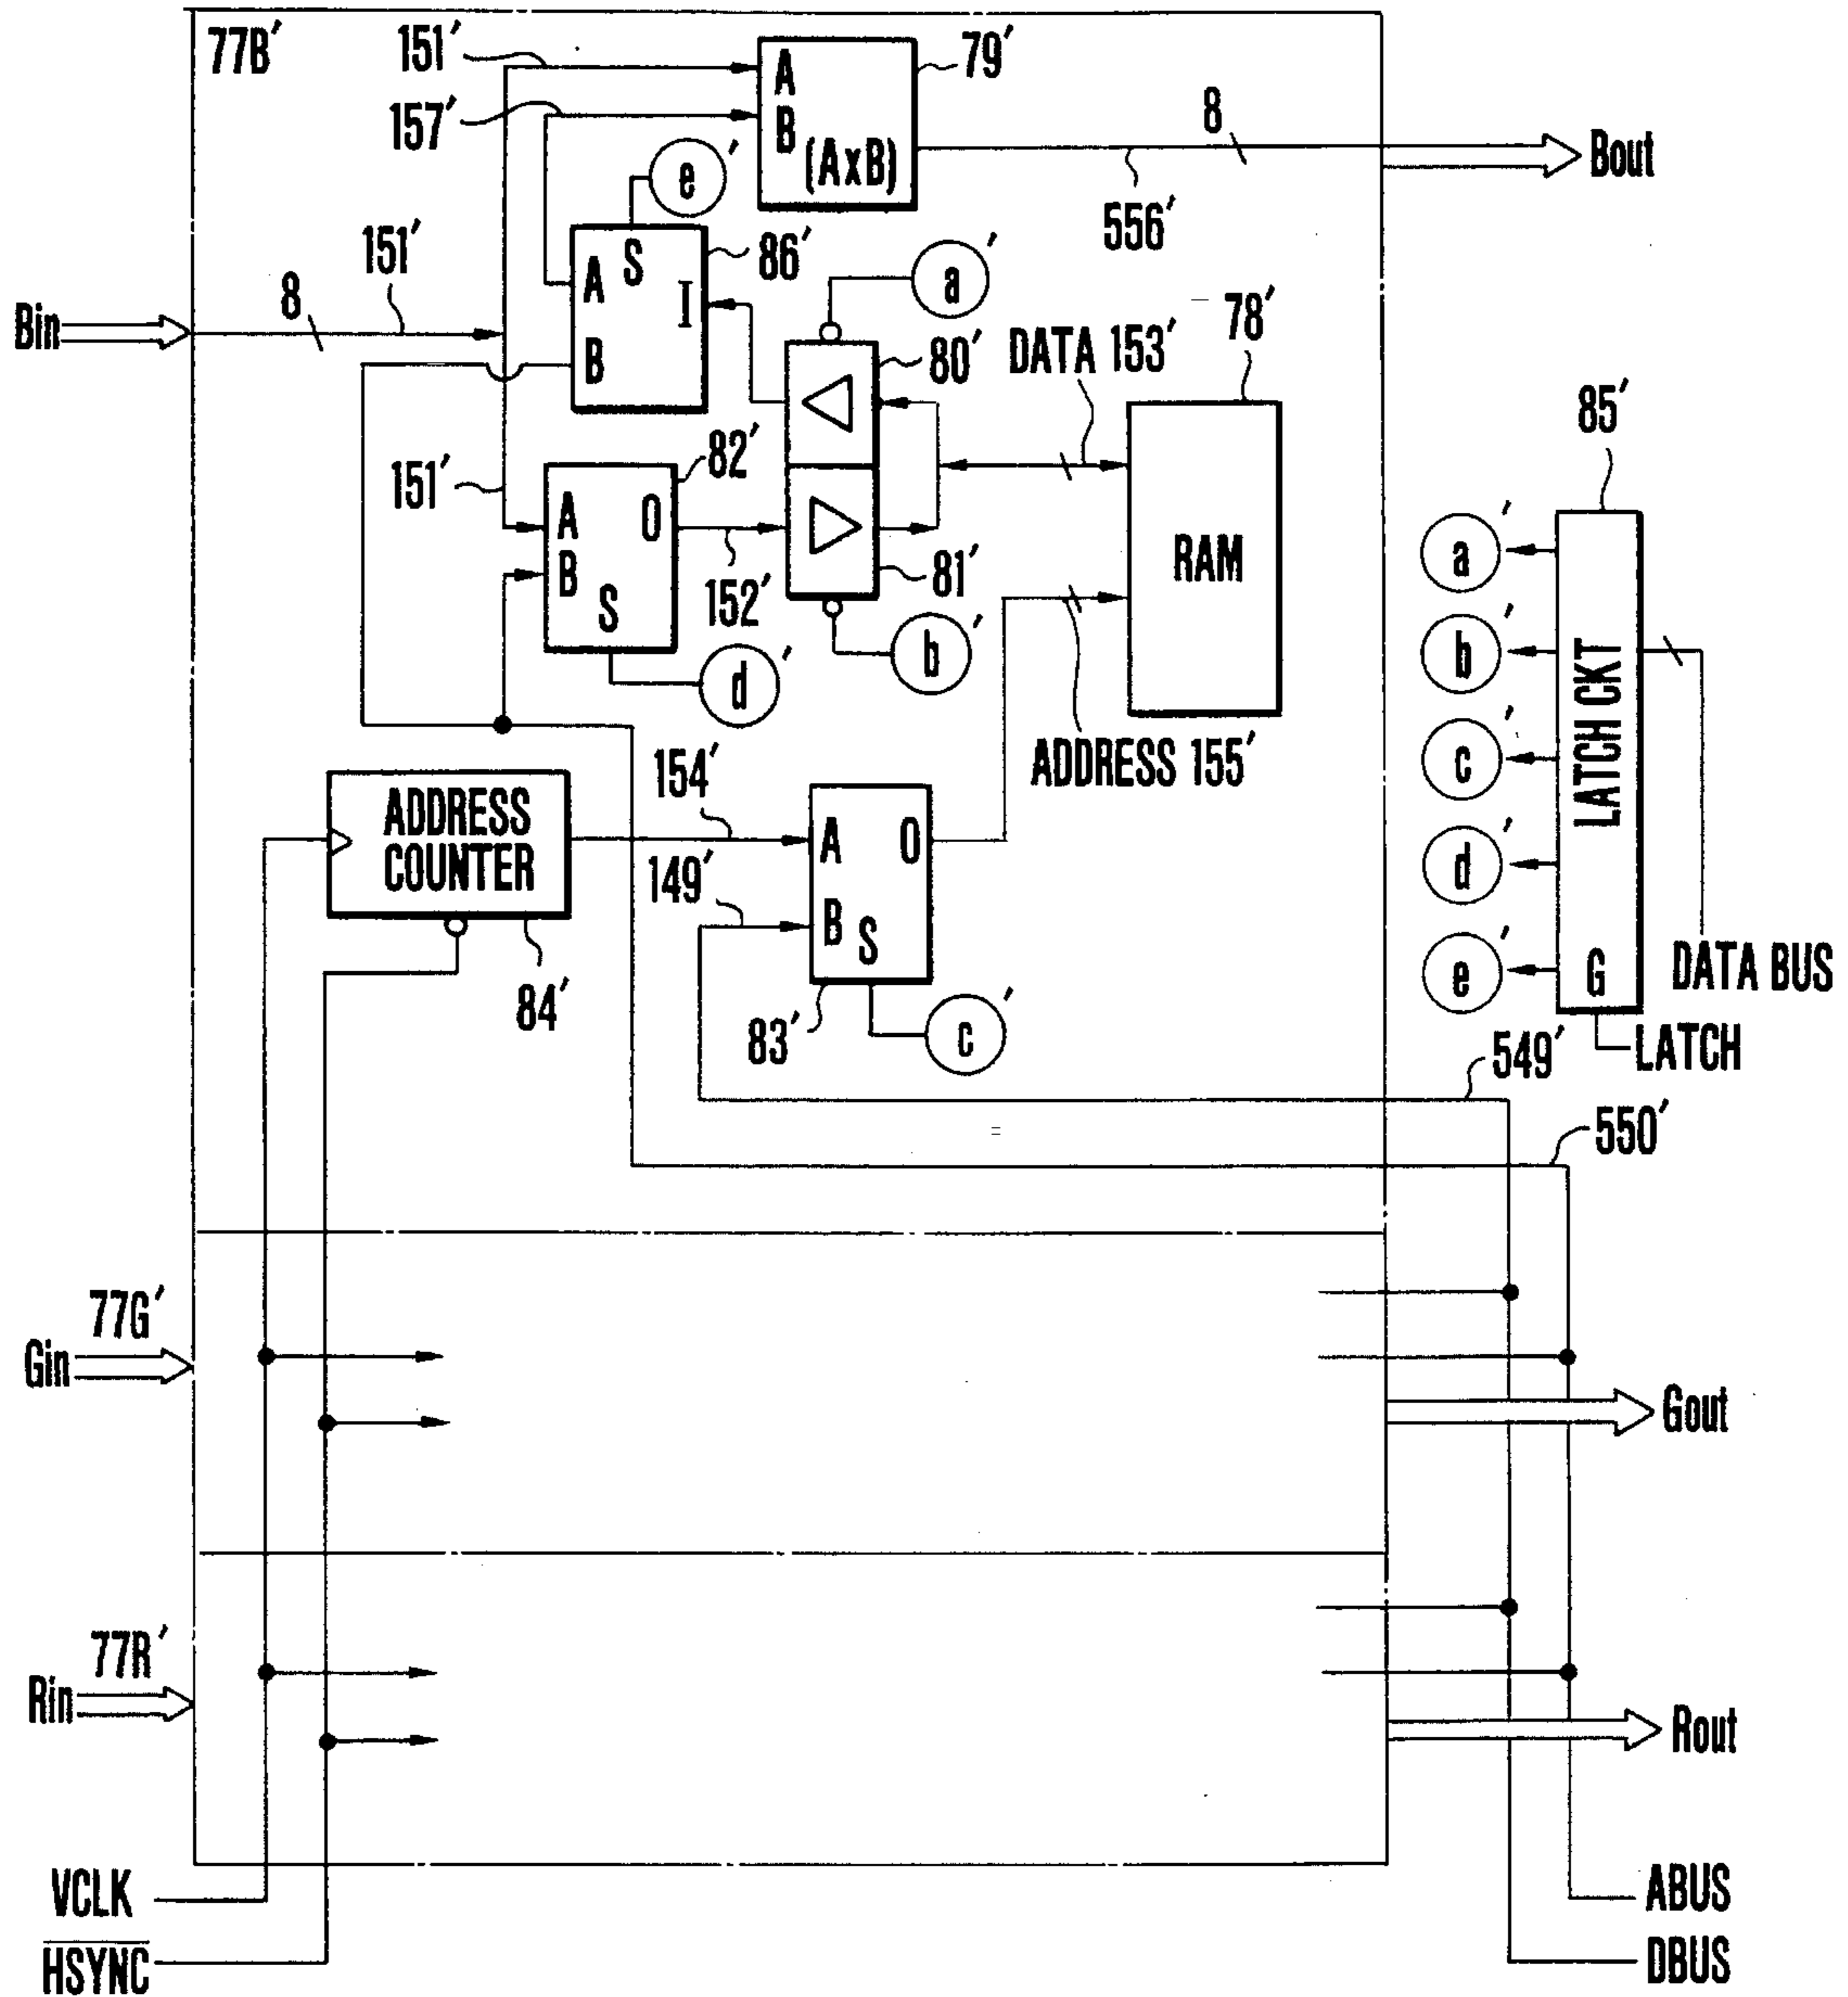 77B′
151′
157′
A
B
(AxB)
79′
8
Bout
556′
e′
S
A
I
B
86′
a′
Bin
8
151′
80′
DATA 153′
78′
RAM
85′
151′
A
B
O
S
82′
152′
81′
b′
d′
ADDRESS 155′
a′
b′
c′
d′
e′
LATCH CKT
G
DATA BUS
LATCH
ADDRESS
COUNTER
84′
154′
149′
A
B
O
S
83′
c′
549′
550′
77G′
Gin
Gout
77R′
Rin
Rout
VCLK
HSYNC
ABUS
DBUS